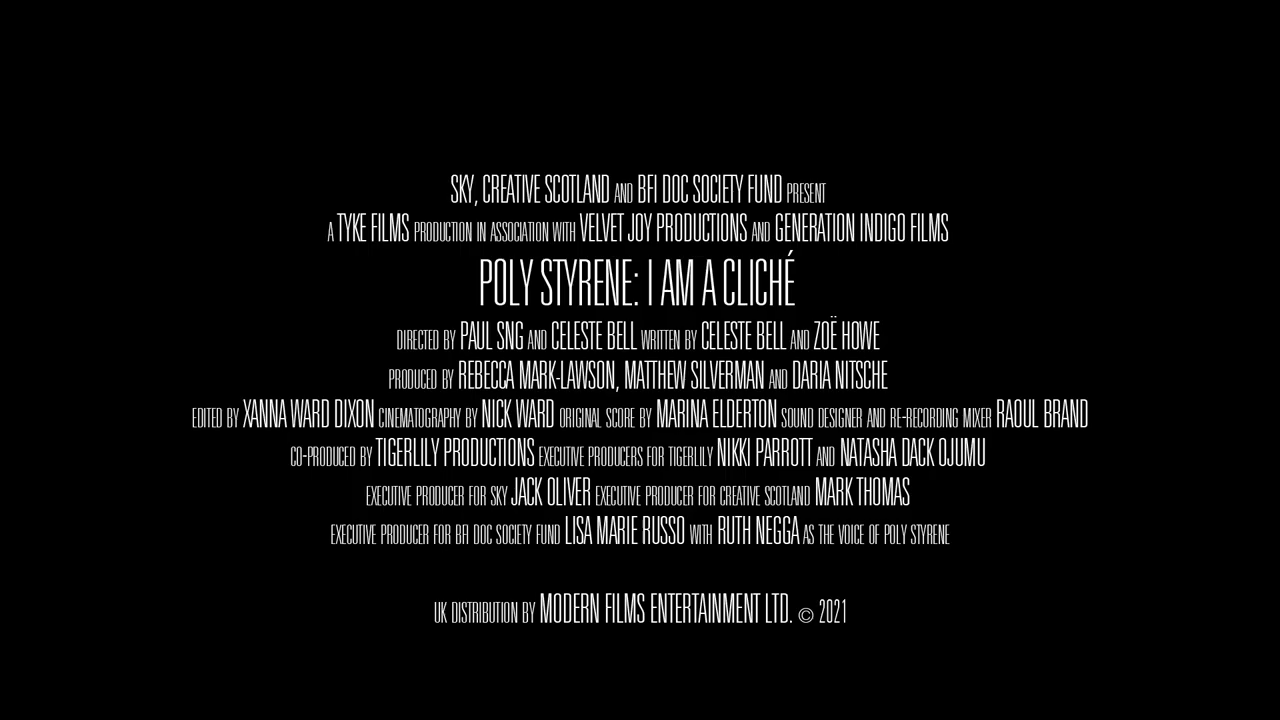 SKY, CREATIVE SCOTLAND AND BFI DOC SOCIETY FUND PRESENT
A TYKE FILMS PRODUCTION IN ASSOCIATION WITH VELVET JOY PRODUCTIONS AND GENERATION INDIGO FILMS
POLY STYRENE: I AM A CLICHÉ
DIRECTED BY PAUL SNG AND CELESTE BELL WRITTEN BY CELESTE BELL AND ZOË HOWE
PRODUCED BY REBECCA MARK-LAWSON, MATTHEW SILVERMAN AND DARIA NITSCHE
EDITED BY XANNA WARD DIXON CINEMATOGRAPHY BY NICK WARD ORIGINAL SCORE BY MARINA ELDERTON SOUND DESIGNER AND RE-RECORDING MIXER RAOUL BRAND
CO-PRODUCED BY TIGERLILY PRODUCTIONS EXECUTIVE PRODUCERS FOR TIGERLILY NIKKI PARROTT AND NATASHA DACK OJUMU
EXECUTIVE PRODUCER FOR SKY JACK OLIVER EXECUTIVE PRODUCER FOR CREATIVE SCOTLAND MARK THOMAS
EXECUTIVE PRODUCER FOR BFI DOC SOCIETY FUND LISA MARIE RUSSO WITH RUTH NEGGA AS THE VOICE OF POLY STYRENE
UK DISTRIBUTION BY MODERN FILMS ENTERTAINMENT LTD. © 2021